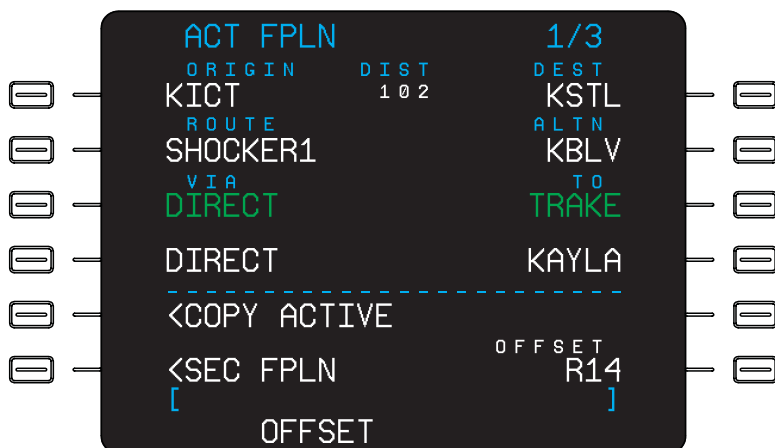 ACT FPLN 1/3
ORIGIN DIST DEST
KICT 102 KSTL
ROUTE ALTN
SHOCKER1 KBLV
VIA TO
DIRECT TRAKE
DIRECT KAYLA
--------------------------
<COPY ACTIVE
OFFSET
<SEC FPLN R14
[ ]
OFFSET